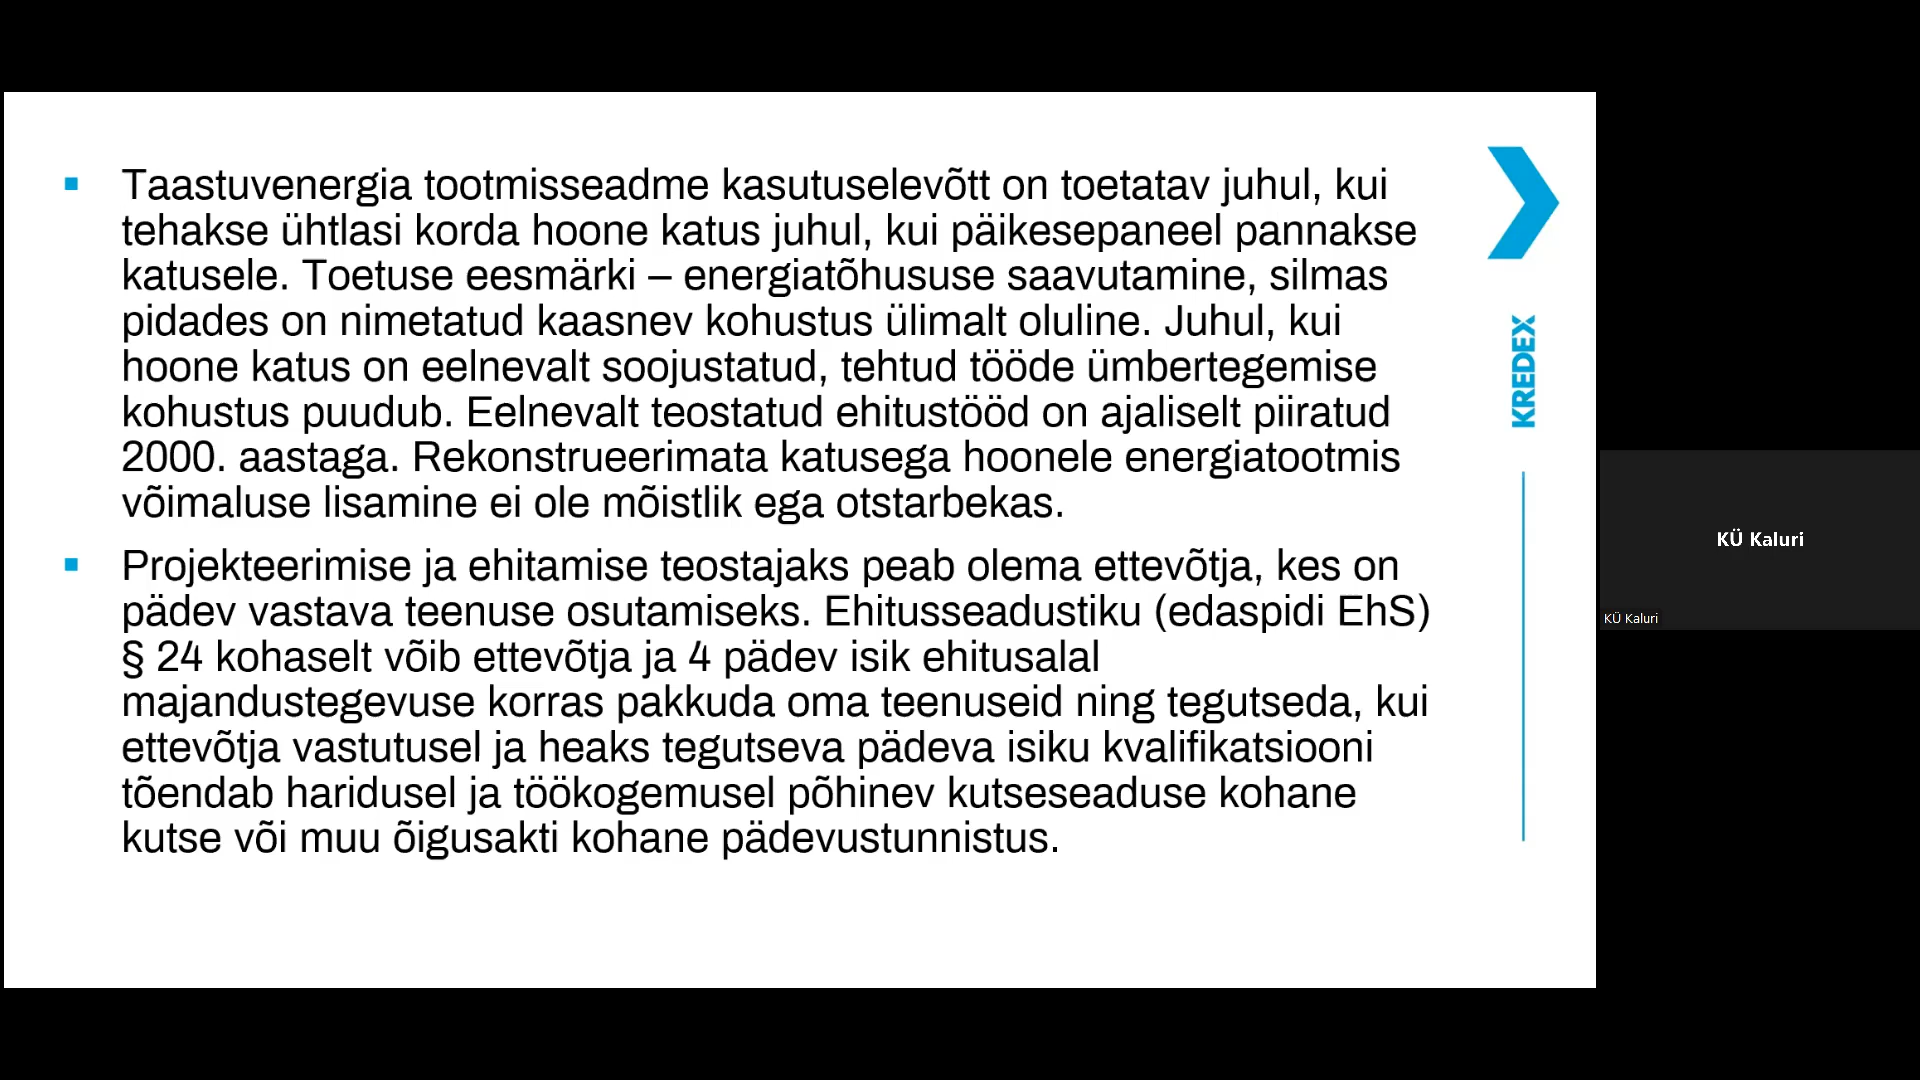 Taastuvenergia tootmisseadme kasutuselevõtt on toetatav juhul, kui
tehakse ühtlasi korda hoone katus juhul, kui päikesepaneel pannakse
katusele. Toetuse eesmärki – energiatõhususe saavutamine, silmas
pidades on nimetatud kaasnev kohustus ülimalt oluline. Juhul, kui
hoone katus on eelnevalt soojustatud, tehtud tööde ümbertegemise
kohustus puudub. Eelnevalt teostatud ehitustööd on ajaliselt piiratud
2000. aastaga. Rekonstrueerimata katusega hoonele energiatootmis
võimaluse lisamine ei ole mõistlik ega otstarbekas.
Projekteerimise ja ehitamise teostajaks peab olema ettevõtja, kes on
pädev vastava teenuse osutamiseks. Ehitusseadustiku (edaspidi EhS)
§ 24 kohaselt võib ettevõtja ja 4 pädev isik ehitusalal
majandustegevuse korras pakkuda oma teenuseid ning tegutseda, kui
ettevõtja vastutusel ja heaks tegutseva pädeva isiku kvalifikatsiooni
tõendab haridusel ja töökogemusel põhinev kutseseaduse kohane
kutse või muu õigusakti kohane pädevustunnistus.
KREDEX
KÜ Kaluri
KÜ Kaluri